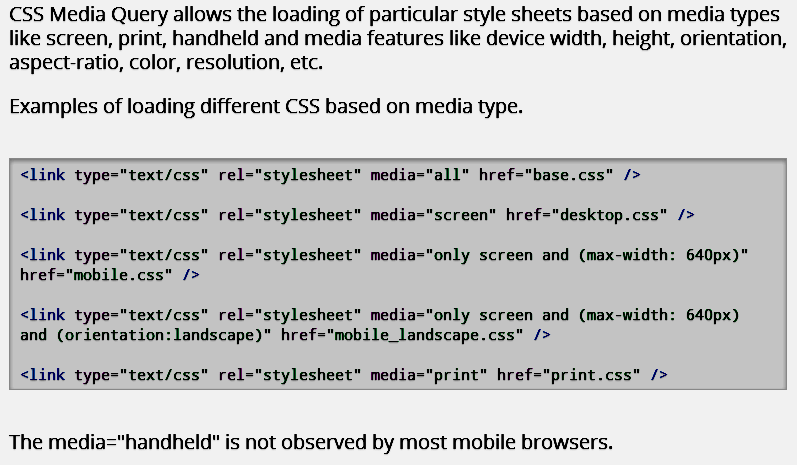 CSS Media Query allows the loading of particular style sheets based on media types
like screen, print, handheld and media features like device width, height, orientation,
aspect-ratio, color, resolution, etc.
Examples of loading different CSS based on media type.
<link type="text/css" rel="stylesheet" media="all" href="base.css" />
<link type="text/css" rel="stylesheet" media="screen" href="desktop.css" />
<link type="text/css" rel="stylesheet" media="only screen and (max-width: 640px)"
href="mobile.css" />
<link type="text/css" rel="stylesheet" media="only screen and (max-width: 640px)
and (orientation:landscape)" href="mobile_landscape.css" />
<link type="text/css" rel="stylesheet" media="print" href="print.css" />
The media="handheld" is not observed by most mobile browsers.